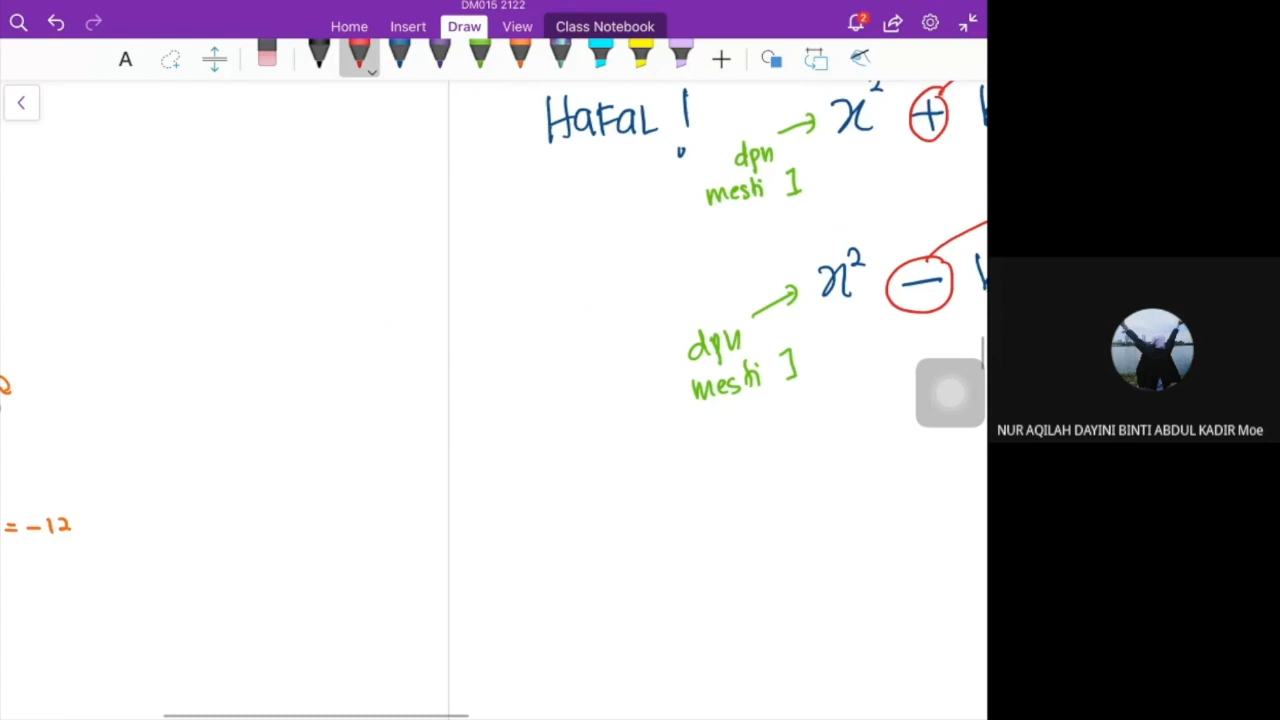 DM015 2122
Home Insert Draw View Class Notebook
2
A
HaFaL ! x² +
dpn
mesti 1
x² −
dpn
mesti 1
= -12
NUR AQILAH DAYINI BINTI ABDUL KADIR Moe